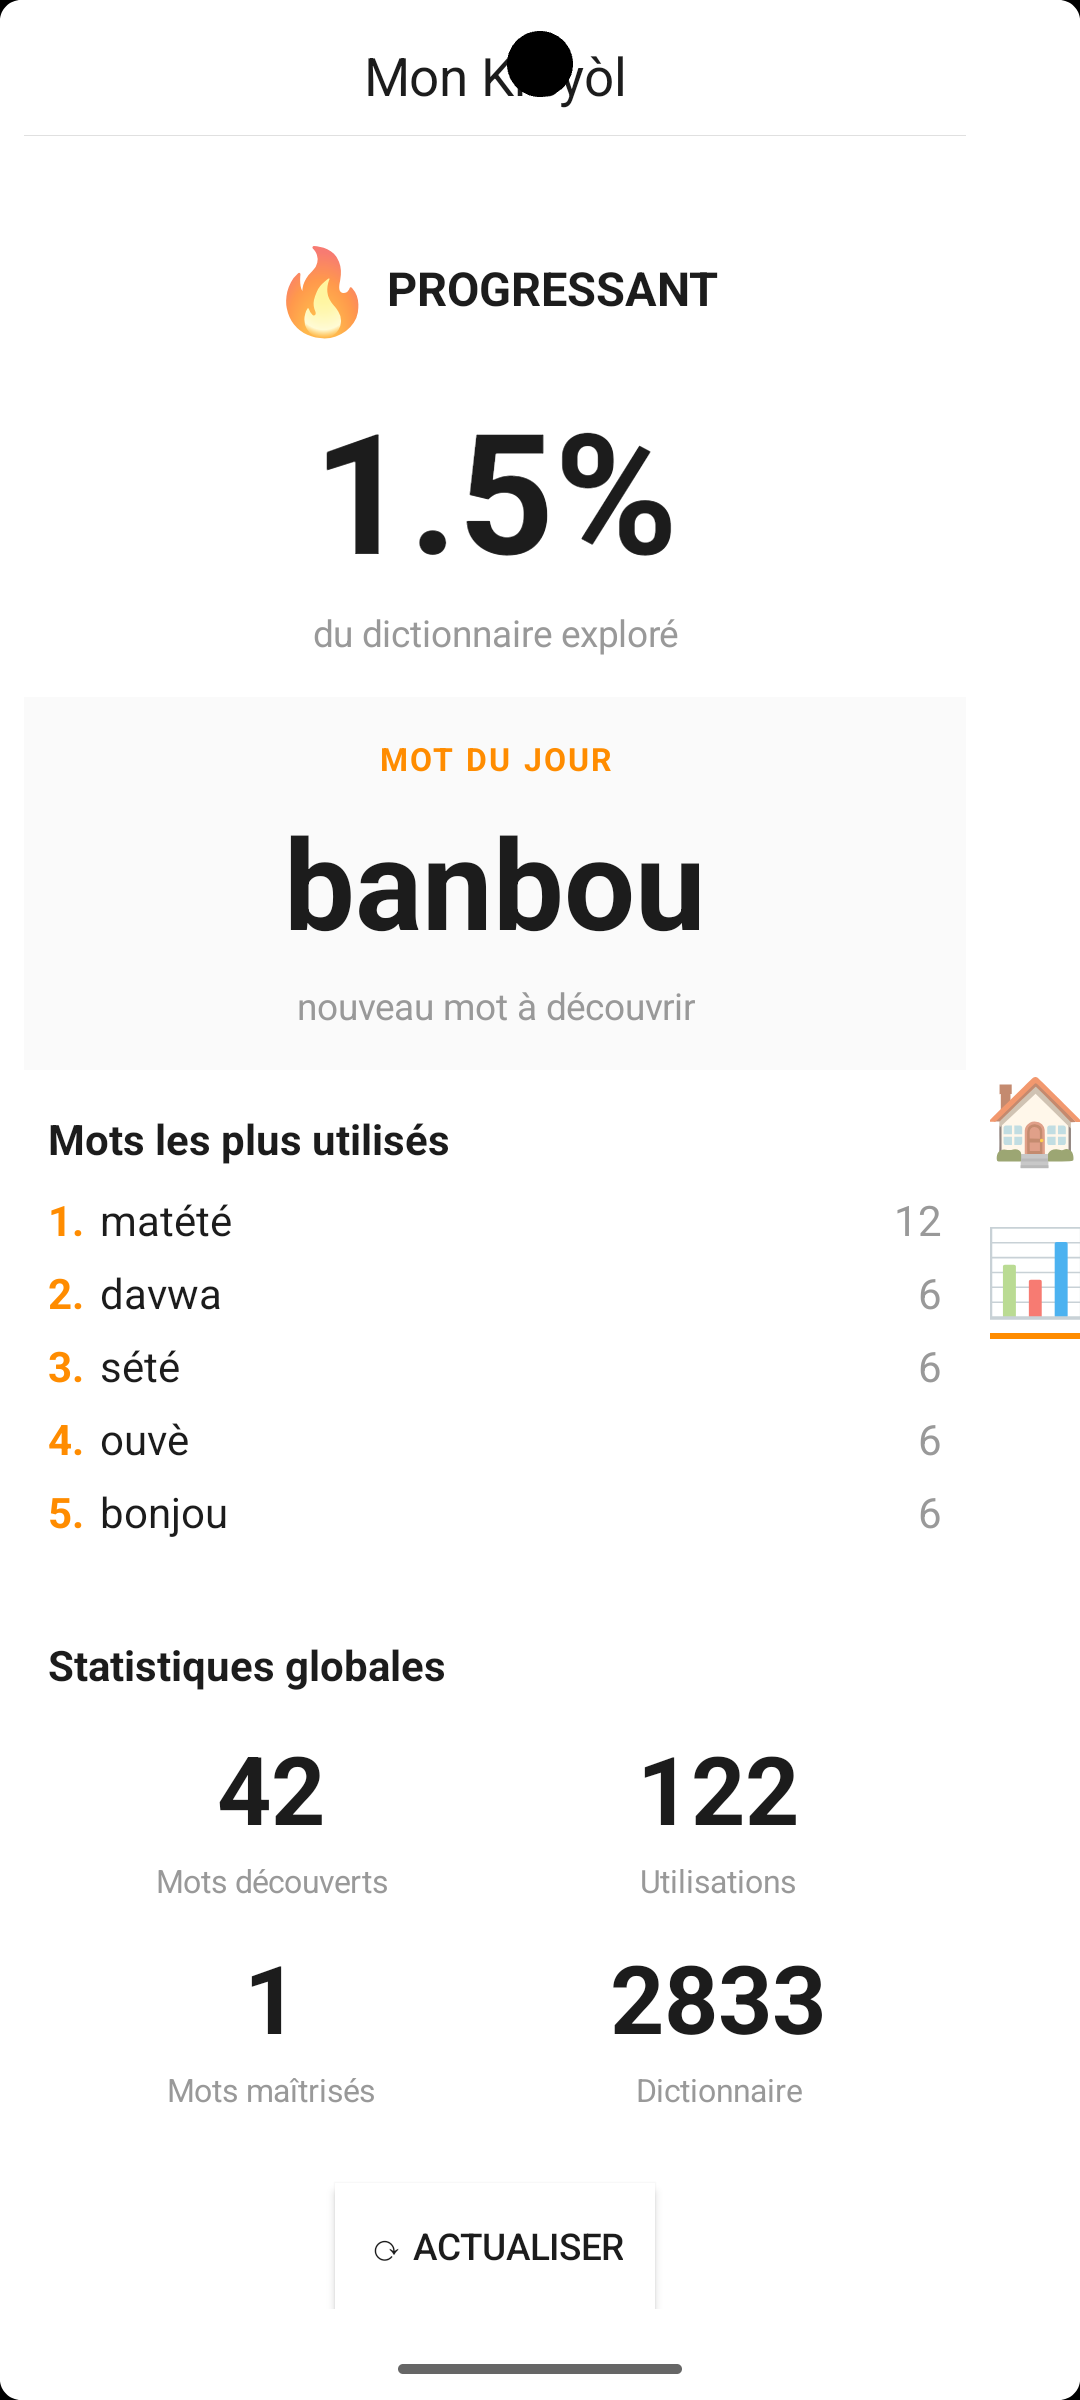 Mon
PROGRESSANT
1.5%
du dictionnaire exploré
MOT DU JOUR
banbou
nouveau mot à découvrir
Mots les plus utilisés
1. matété 12
2. davwa 6
3. sété 6
4. ouvè 6
5. bonjou 6
Statistiques globales
42 122
Mots découverts Utilisations
1 2833
Mots maîtrisés Dictionnaire
⟳ ACTUALISER